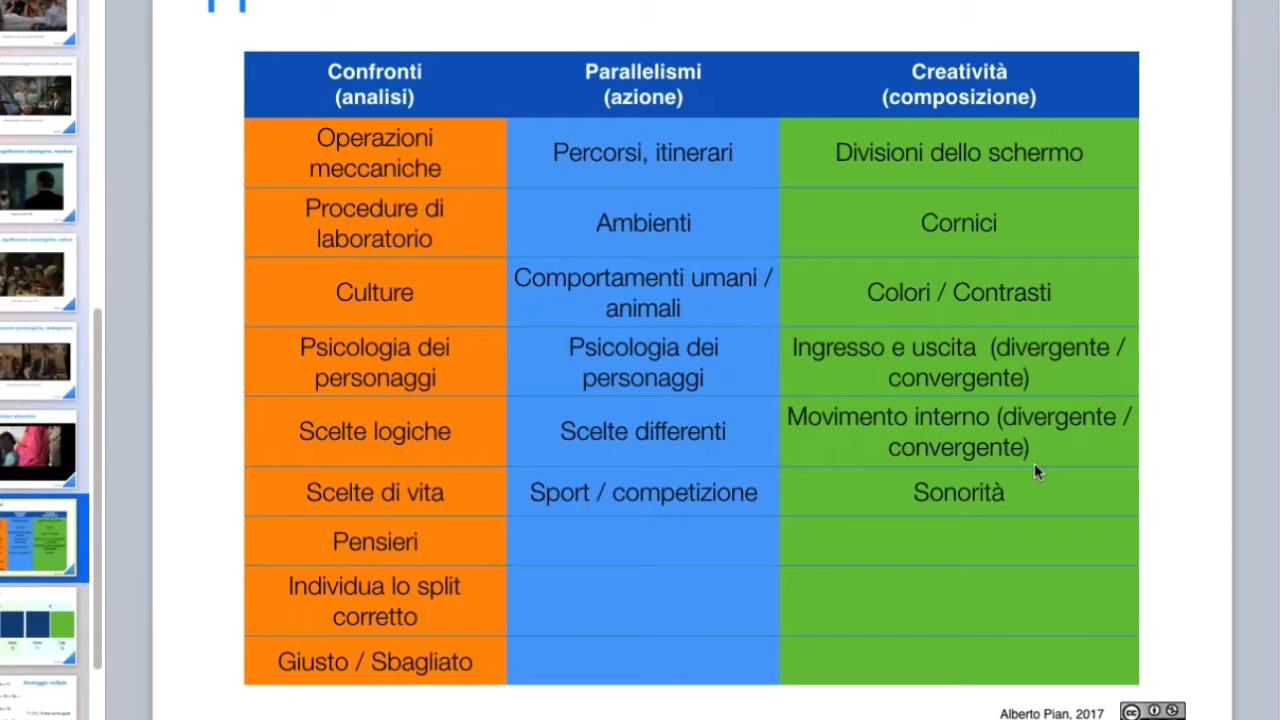 Confronti
(analisi)
Parallelismi
(azione)
Creatività
(composizione)
Operazioni
meccaniche
Percorsi, itinerari
Divisioni dello schermo
Procedure di
laboratorio
Ambienti
Cornici
Culture
Comportamenti umani /
animali
Colori / Contrasti
Psicologia dei
personaggi
Psicologia dei
personaggi
Ingresso e uscita (divergente /
convergente)
Scelte logiche
Scelte differenti
Movimento interno (divergente /
convergente)
Scelte di vita
Sport / competizione
Sonorità
Pensieri
Individua lo split
corretto
Giusto / Sbagliato
Alberto Pian, 2017